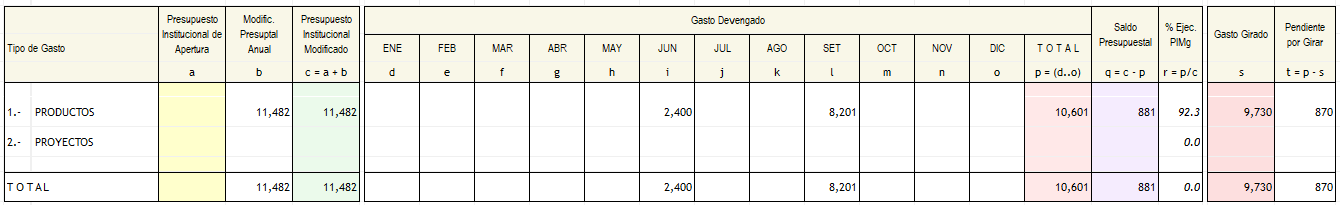 Tipo de Gasto Presupuesto Institucional de Apertura Modific. Presuptal Anual Presupuesto Institucional Modificado Gasto Devengado Saldo Presupuestal % Ejec. PIMg Gasto Girado Pendiente por Girar
ENE FEB MAR ABR MAY JUN JUL AGO SET OCT NOV DIC T O T A L
a b c = a + b d e f g h i j k l m n o p = (d..o) q = c - p r = p/c s t = p - s
1.- PRODUCTOS 11,482 11,482 2,400 8,201 10,601 881 92.3 9,730 870
2.- PROYECTOS 0.0
T O T A L 11,482 11,482 2,400 8,201 10,601 881 0.0 9,730 870